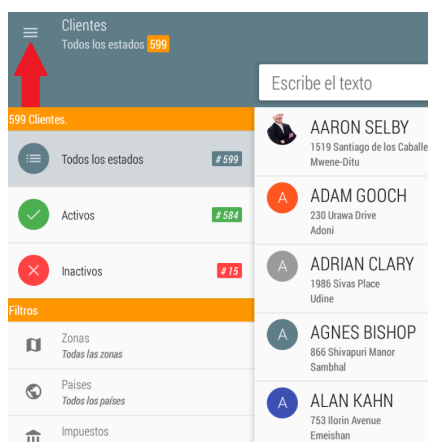 Clientes
Todos los estados 599
Escribe el texto
599 Clientes.
Todos los estados # 599
Activos # 584
Inactivos # 15
Filtros
Zonas
Todas las zonas
Paises
Todos los países
Impuestos
AARON SELBY
1519 Santiago de los Caballe
Mwene-Ditu
A
ADAM GOOCH
230 Urawa Drive
Adoni
A
ADRIAN CLARY
1986 Sivas Place
Udine
A
AGNES BISHOP
866 Shivapuri Manor
Sambhal
A
ALAN KAHN
753 Ilorin Avenue
Emeishan